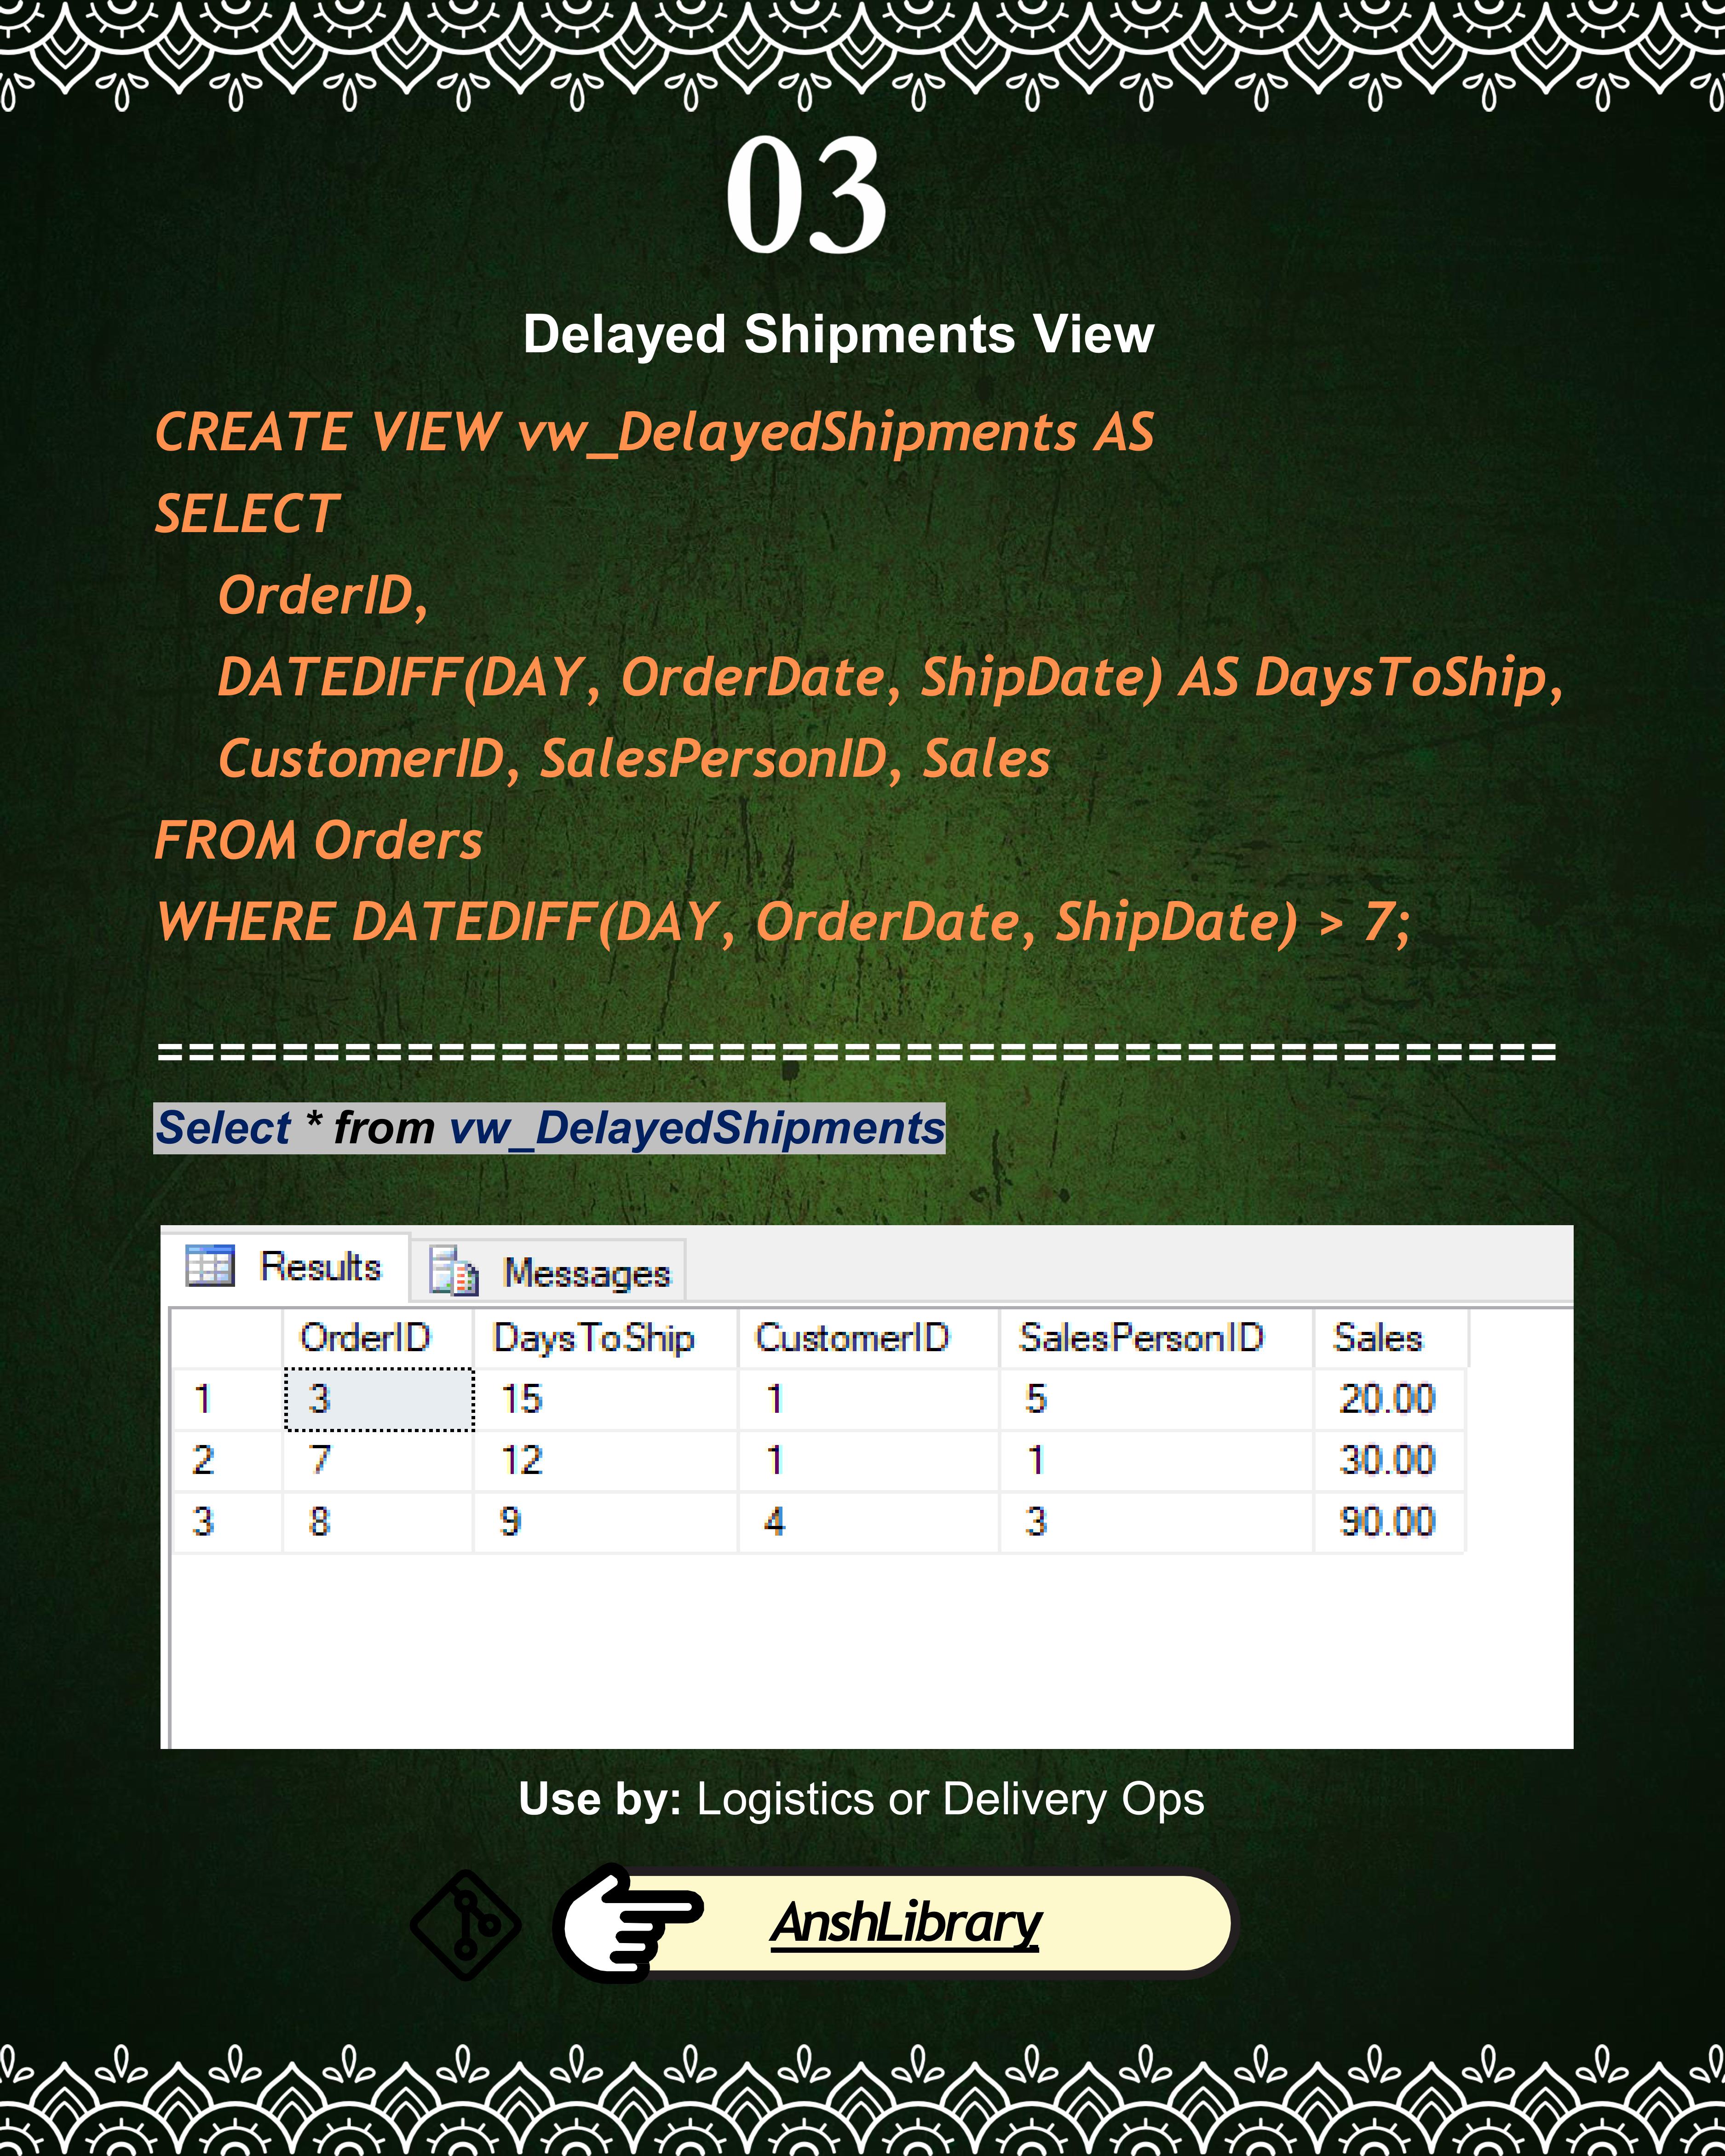 03
Delayed Shipments View
CREATE VIEW vw_DelayedShipments AS
SELECT
OrderID,
DATEDIFF(DAY, OrderDate, ShipDate) AS DaysToShip,
CustomerID, SalesPersonID, Sales
FROM Orders
WHERE DATEDIFF(DAY, OrderDate, ShipDate) > 7;
=============================================
Select * from vw_DelayedShipments
Results Messages
OrderID DaysToShip CustomerID SalesPersonID Sales
1 3 15 1 5 20.00
2 7 12 1 1 30.00
3 8 9 4 3 90.00
Use by: Logistics or Delivery Ops
AnshLibrary